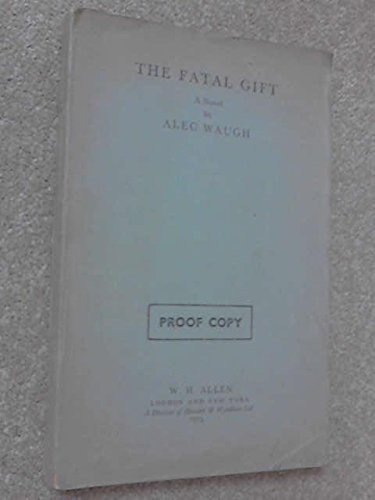 THE FATAL GIFT
A Novel
by
ALEC WAUGH
PROOF COPY
W. H. ALLEN
LONDON AND NEW YORK
A Division of Howard & Wyndham Ltd
1973